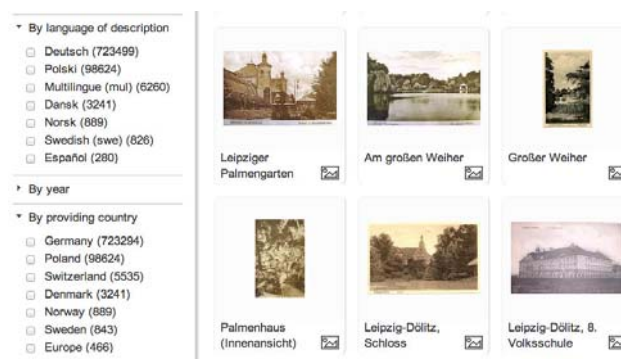 By language of description
Deutsch (723499)
Polski (98624)
Multilingue (mul) (6260)
Dansk (3241)
Norsk (889)
Swedish (swe) (826)
Español (280)
By year
By providing country
Germany (723294)
Poland (98624)
Switzerland (5535)
Denmark (3241)
Norway (889)
Sweden (843)
Europe (466)
Leipziger
Palmengarten
Am großen Weiher
Großer Weiher
Palmenhaus
(Innenansicht)
Leipzig-Dölitz,
Schloss
Leipzig-Dölitz, 8.
Volksschule